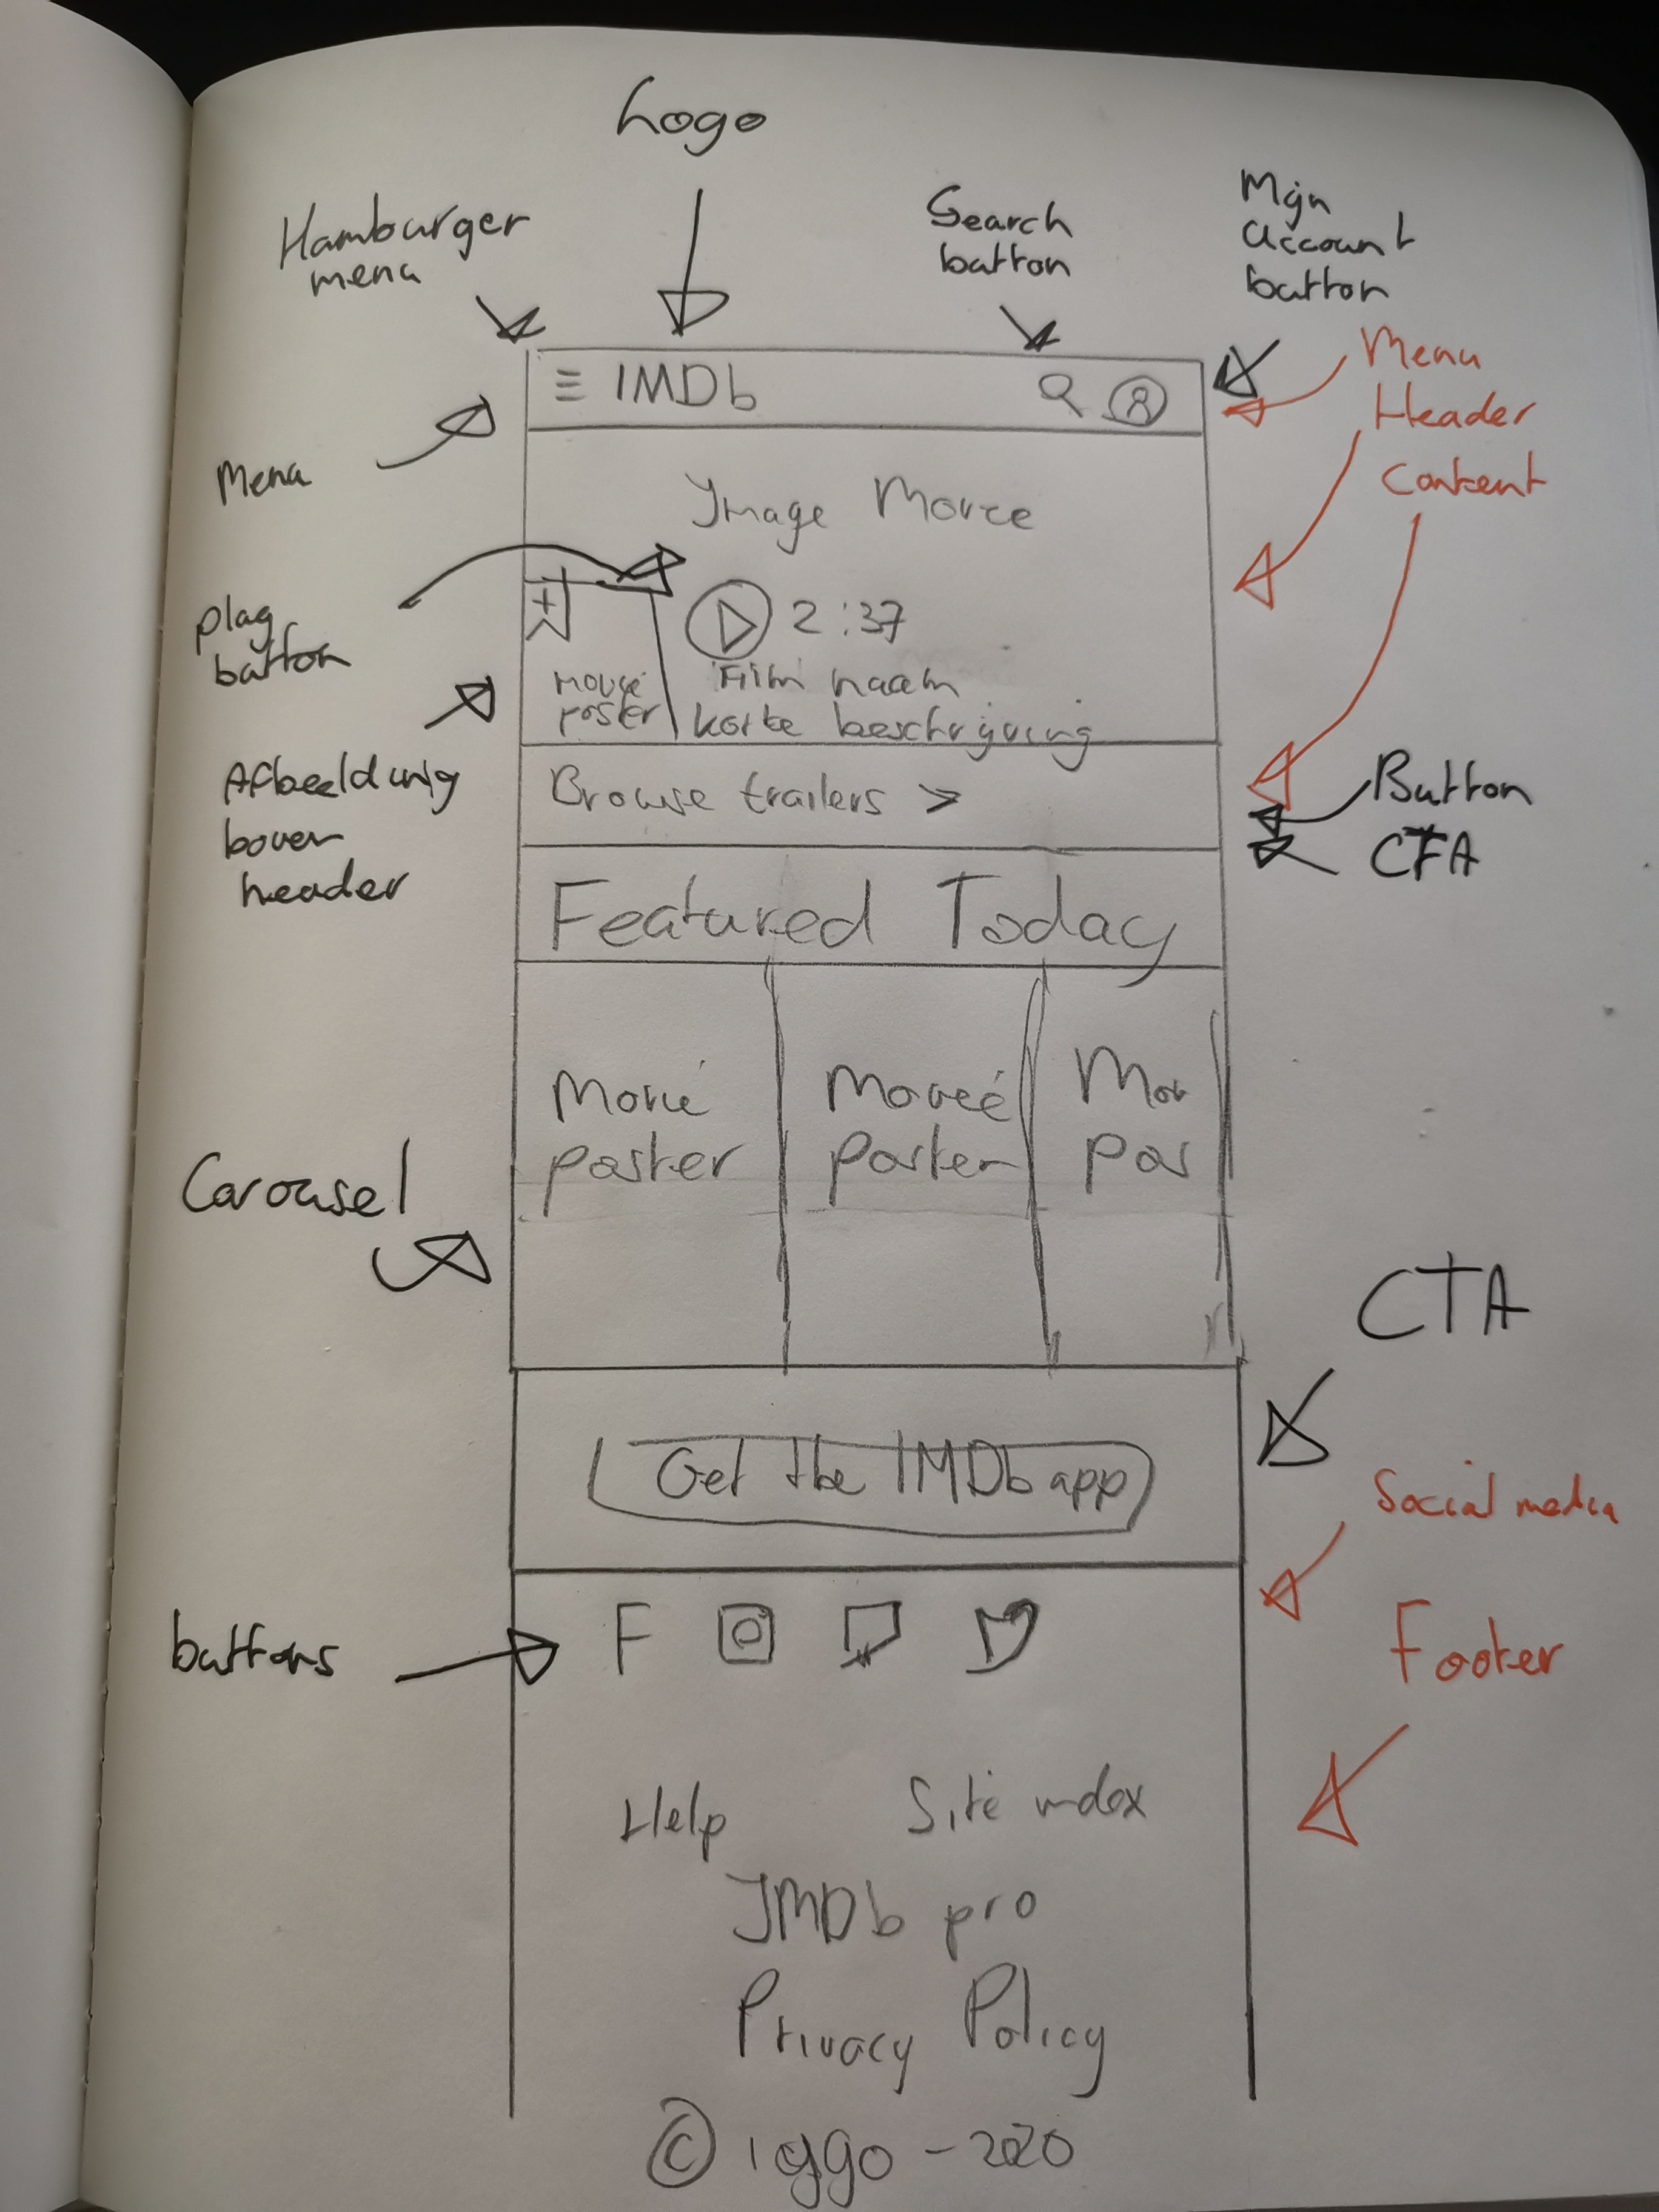 Logo
Hamburger
menu
Search
button
Mijn
account
button
Menu
Header
Content
IMDb
Menu
Image Movie
play
button
2:37
movie
poster
Film naam
korte beschrijving
Afbeelding
boven
header
Browse trailers >
Button
CTA
Featured Today
Movie
poster
Movie
poster
Mov
pos
Carousel
CTA
Get the IMDb app
Social media
Footer
buttons
F
Help
Site index
IMDb pro
Privacy Policy
© iggo - 2020